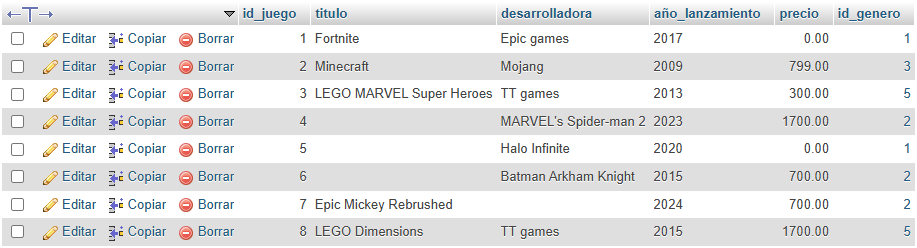 id_juego titulo desarrolladora año_lanzamiento precio id_genero
Editar Copiar Borrar 1 Fortnite Epic games 2017 0.00 1
Editar Copiar Borrar 2 Minecraft Mojang 2009 799.00 3
Editar Copiar Borrar 3 LEGO MARVEL Super Heroes TT games 2013 300.00 5
Editar Copiar Borrar 4 MARVEL's Spider-man 2 2023 1700.00 2
Editar Copiar Borrar 5 Halo Infinite 2020 0.00 1
Editar Copiar Borrar 6 Batman Arkham Knight 2015 700.00 2
Editar Copiar Borrar 7 Epic Mickey Rebrushed 2024 700.00 2
Editar Copiar Borrar 8 LEGO Dimensions TT games 2015 1700.00 5